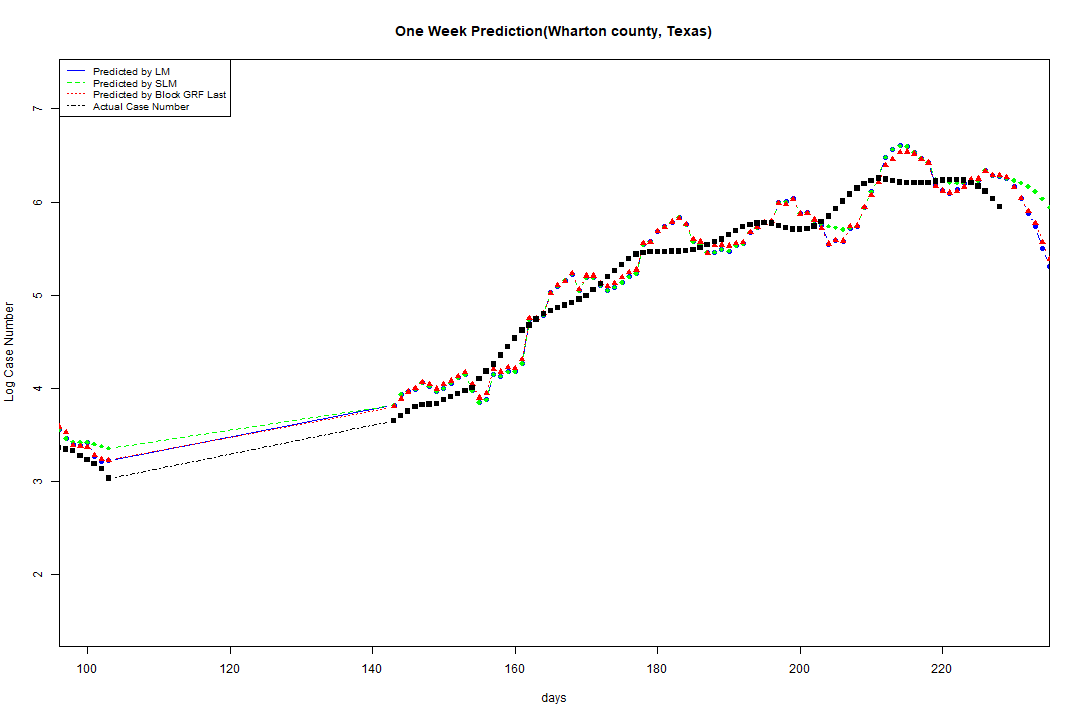 One Week Prediction(Wharton county, Texas)
Predicted by LM
Predicted by SLM
Predicted by Block GRF Last
Actual Case Number
7
6
5
4
3
2
Log Case Number
100 120 140 160 180 200 220
days